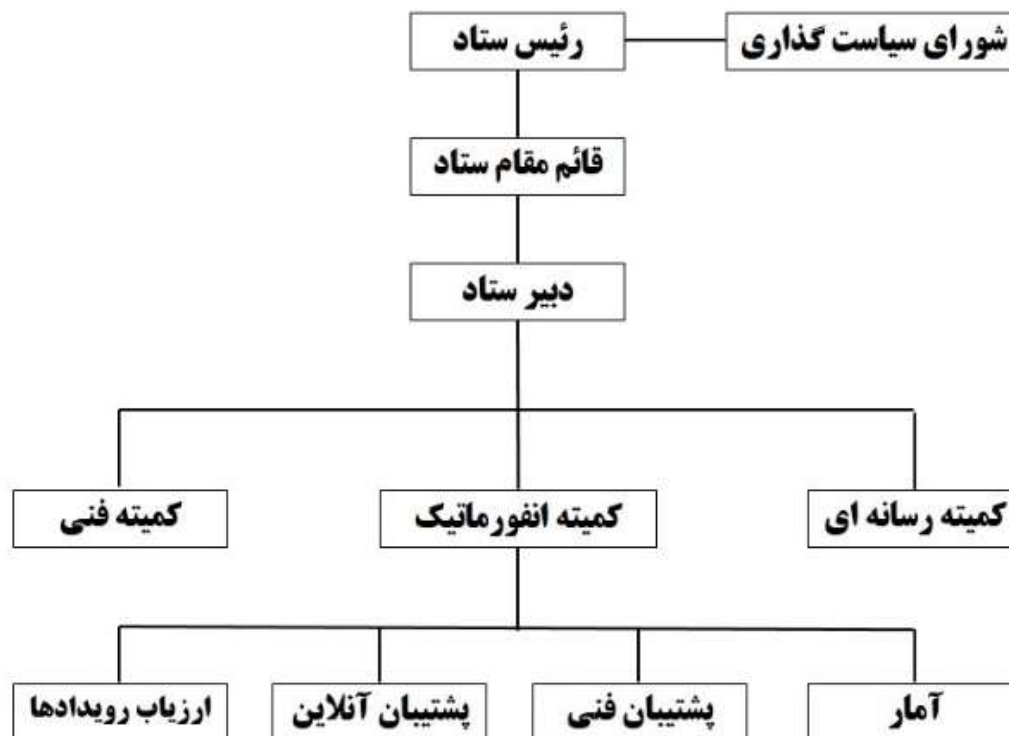 شورای سیاست گذاری
رئیس ستاد
قائم مقام ستاد
دبیر ستاد
کمیته رسانه ای
کمیته انفورماتیک
کمیته فنی
آمار
پشتیبان فنی
پشتیبان آنلاین
ارزیاب رویدادها